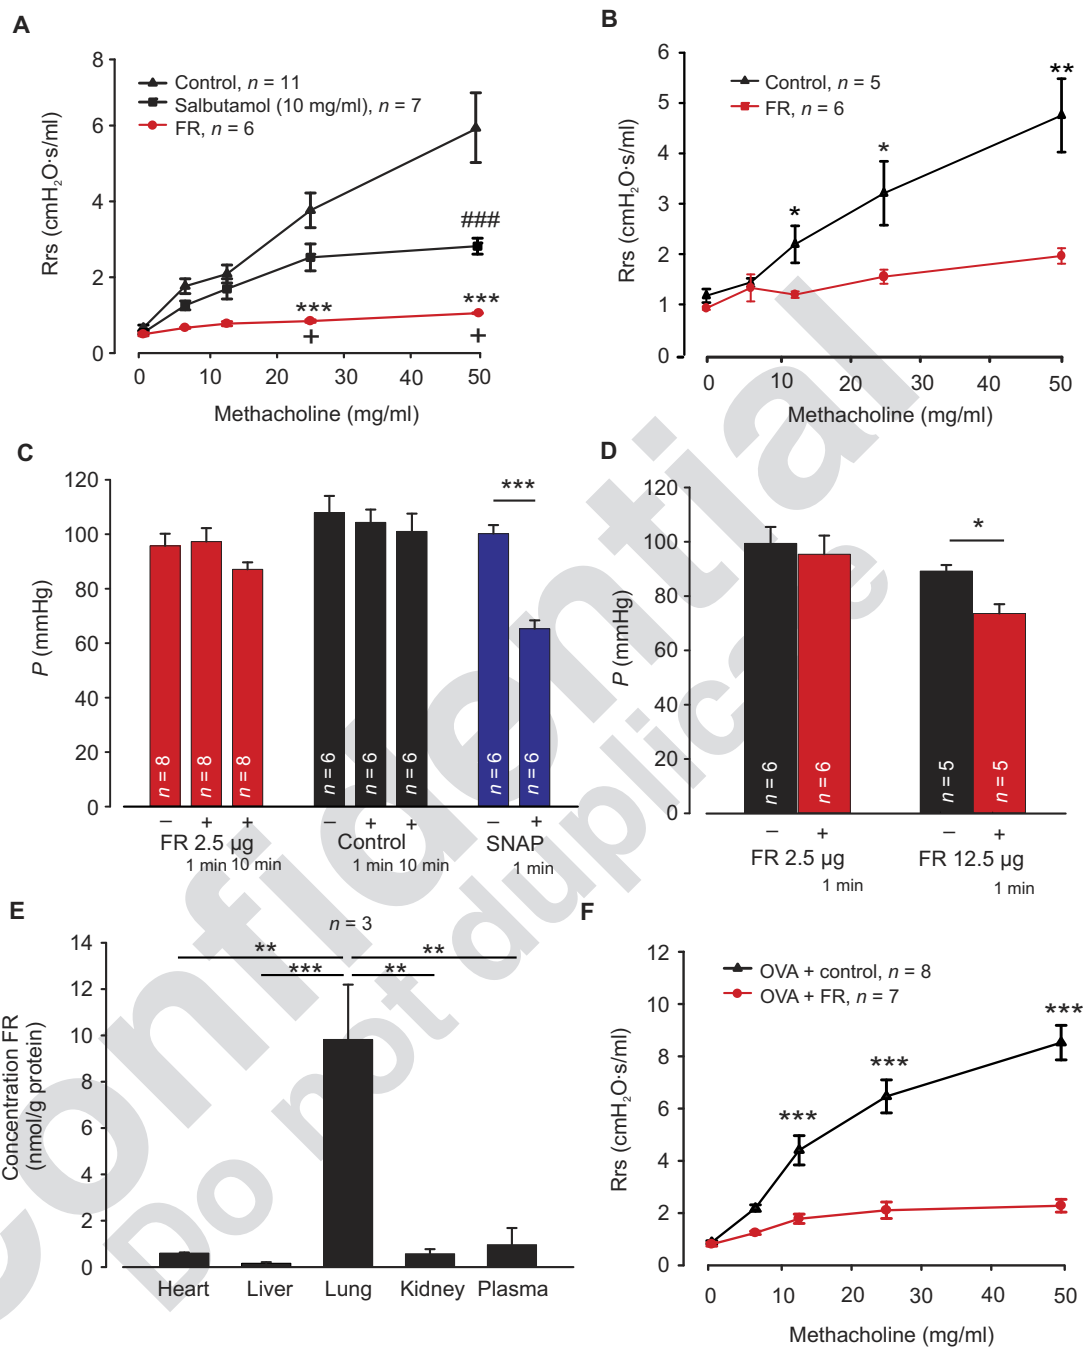 A
8
6
4
2
0
Rrs (cmH2O·s/ml)
Control, n = 11
Salbutamol (10 mg/ml), n = 7
FR, n = 6
###
***
***
+
+
0 10 20 30 40 50
Methacholine (mg/ml)
B
6
5
4
3
2
1
0
Rrs (cmH2O·s/ml)
Control, n = 5
FR, n = 6
*
*
**
0 10 20 30 40 50
Methacholine (mg/ml)
C
120
100
80
60
40
20
0
P (mmHg)
***
n = 8 n = 8 n = 8 n = 6 n = 6 n = 6 n = 6 n = 6
− + + − + + − +
FR 2.5 µg Control SNAP
1 min 10 min 1 min 10 min 1 min
D
120
100
80
60
40
20
0
P (mmHg)
*
n = 6 n = 6 n = 5 n = 5
− + − +
FR 2.5 µg FR 12.5 µg
1 min 1 min
E
n = 3
14
12
10
8
6
4
2
0
Concentration FR
(nmol/g protein)
** **
*** **
Heart Liver Lung Kidney Plasma
F
12
10
8
6
4
2
0
Rrs (cmH2O·s/ml)
OVA + control, n = 8
OVA + FR, n = 7
***
***
***
0 10 20 30 40 50
Methacholine (mg/ml)
Confidential
Do not duplicate